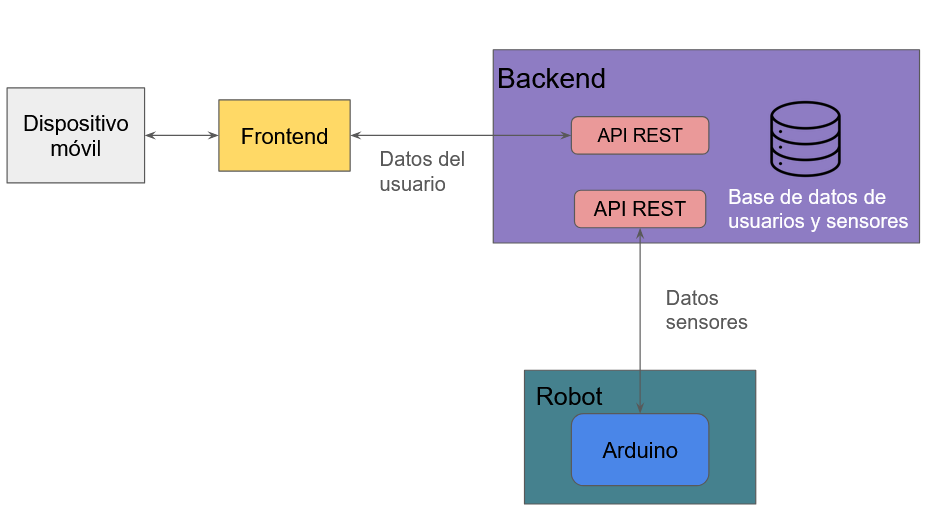 Backend
Dispositivo
móvil
Frontend
API REST
Datos del
usuario
API REST
Base de datos de
usuarios y sensores
Datos
sensores
Robot
Arduino